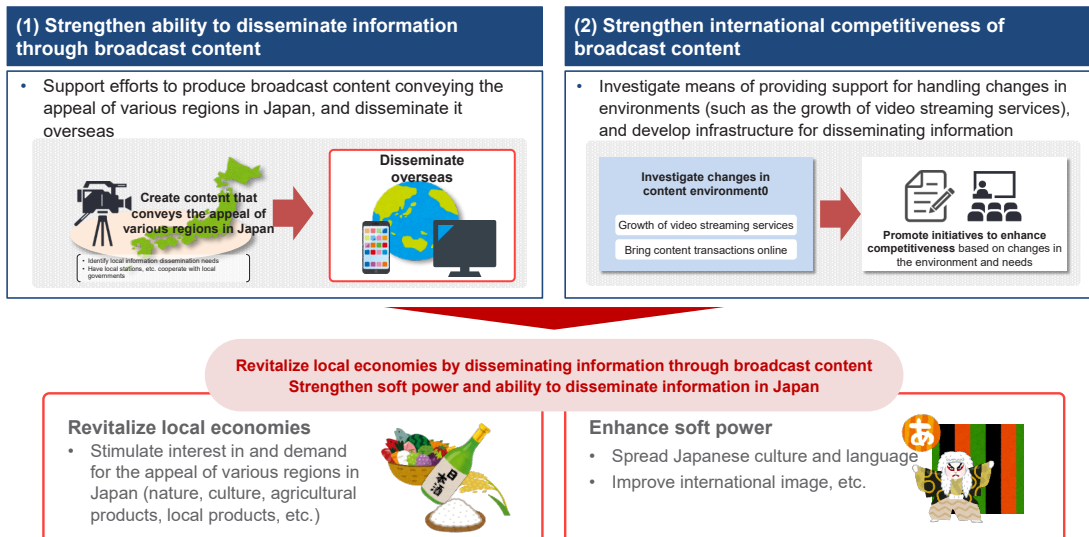 (1) Strengthen ability to disseminate information
through broadcast content
• Support efforts to produce broadcast content conveying the
appeal of various regions in Japan, and disseminate it
overseas
Create content that
conveys the appeal of
various regions in Japan
• Identify local information dissemination needs
• Have local stations, etc. cooperate with local
governments
Disseminate
overseas
(2) Strengthen international competitiveness of
broadcast content
• Investigate means of providing support for handling changes in
environments (such as the growth of video streaming services),
and develop infrastructure for disseminating information
Investigate changes in
content environment0
Growth of video streaming services
Bring content transactions online
Promote initiatives to enhance
competitiveness based on changes in
the environment and needs
Revitalize local economies by disseminating information through broadcast content
Strengthen soft power and ability to disseminate information in Japan
Revitalize local economies
• Stimulate interest in and demand
for the appeal of various regions in
Japan (nature, culture, agricultural
products, local products, etc.)
日本酒
Enhance soft power
• Spread Japanese culture and language
• Improve international image, etc.
あ